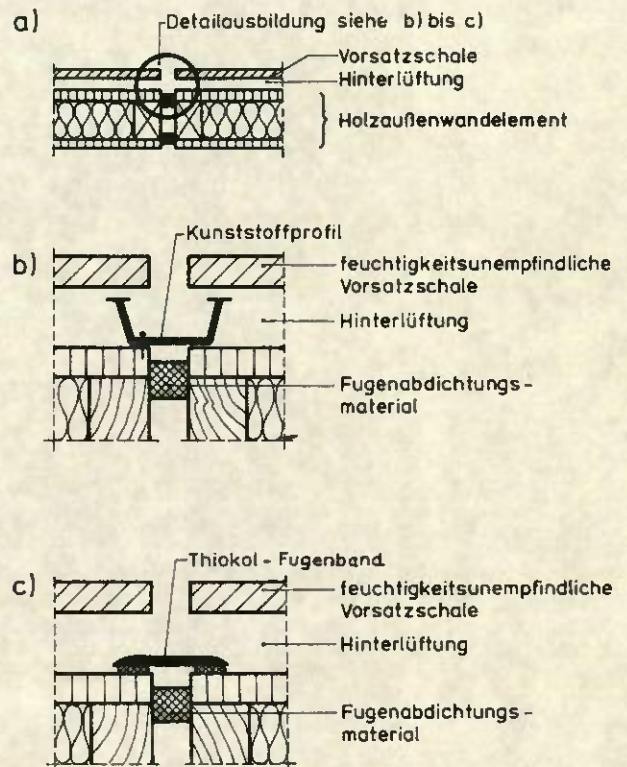 a)
Detailausbildung siehe b) bis c)
Vorsatzschale
Hinterlüftung
Holzaußenwandelement
b)
Kunststoffprofil
feuchtigkeitsunempfindliche
Vorsatzschale
Hinterlüftung
Fugenabdichtungs-
material
c)
Thiokol - Fugenband
feuchtigkeitsunempfindliche
Vorsatzschale
Hinterlüftung
Fugenabdichtungs-
material